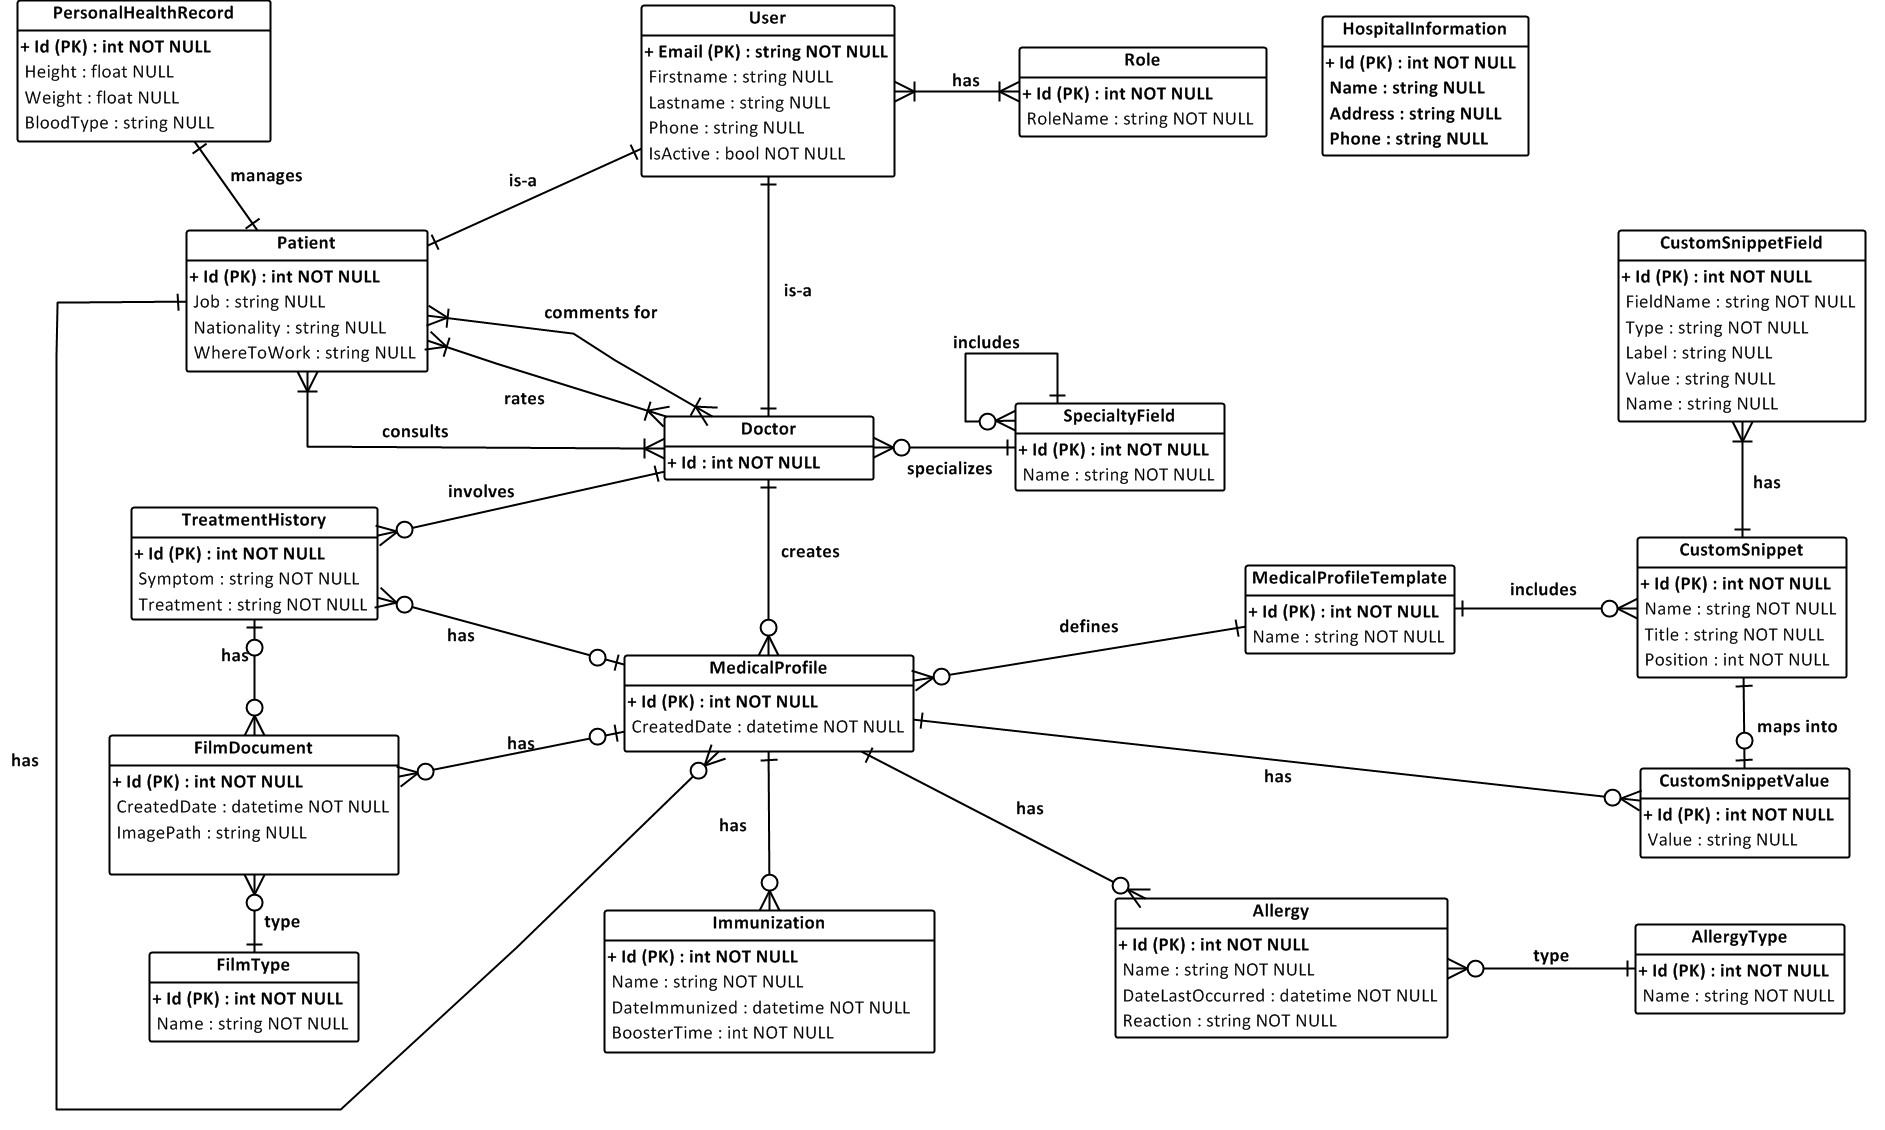 PersonalHealthRecord
+ Id (PK) : int NOT NULL
Height : float NULL
Weight : float NULL
BloodType : string NULL
User
+ Email (PK) : string NOT NULL
Firstname : string NULL
Lastname : string NULL
Phone : string NULL
IsActive : bool NOT NULL
has
Role
+ Id (PK) : int NOT NULL
RoleName : string NOT NULL
HospitalInformation
+ Id (PK) : int NOT NULL
Name : string NULL
Address : string NULL
Phone : string NULL
manages
is-a
Patient
+ Id (PK) : int NOT NULL
Job : string NULL
Nationality : string NULL
WhereToWork : string NULL
is-a
comments for
rates
consults
includes
CustomSnippetField
+ Id (PK) : int NOT NULL
FieldName : string NOT NULL
Type : string NOT NULL
Label : string NULL
Value : string NULL
Name : string NULL
Doctor
+ Id : int NOT NULL
specializes
SpecialtyField
+ Id (PK) : int NOT NULL
Name : string NOT NULL
involves
has
TreatmentHistory
+ Id (PK) : int NOT NULL
Symptom : string NOT NULL
Treatment : string NOT NULL
creates
MedicalProfileTemplate
+ Id (PK) : int NOT NULL
Name : string NOT NULL
includes
CustomSnippet
+ Id (PK) : int NOT NULL
Name : string NOT NULL
Title : string NOT NULL
Position : int NOT NULL
defines
has
has
MedicalProfile
+ Id (PK) : int NOT NULL
CreatedDate : datetime NOT NULL
maps into
has
has
FilmDocument
+ Id (PK) : int NOT NULL
CreatedDate : datetime NOT NULL
ImagePath : string NULL
has
CustomSnippetValue
+ Id (PK) : int NOT NULL
Value : string NULL
has
has
type
FilmType
+ Id (PK) : int NOT NULL
Name : string NOT NULL
Immunization
+ Id (PK) : int NOT NULL
Name : string NOT NULL
DateImmunized : datetime NOT NULL
BoosterTime : int NOT NULL
Allergy
+ Id (PK) : int NOT NULL
Name : string NOT NULL
DateLastOccurred : datetime NOT NULL
Reaction : string NOT NULL
type
AllergyType
+ Id (PK) : int NOT NULL
Name : string NOT NULL